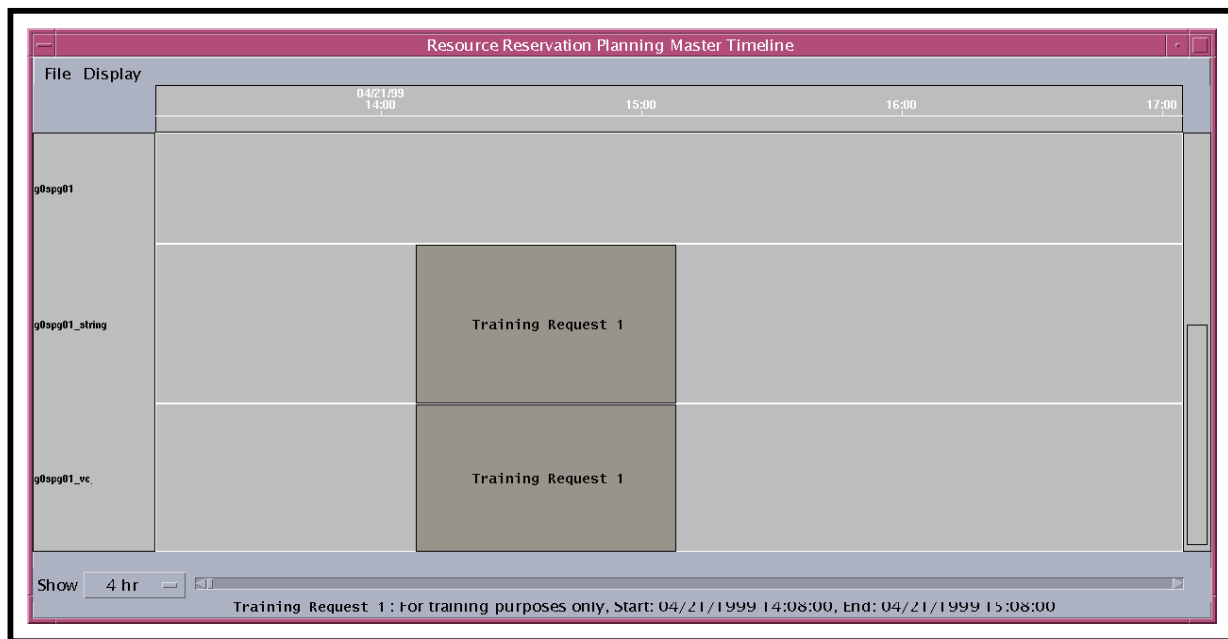 Resource Reservation Planning Master Timeline
File Display
04/21/99
14:00 15:00 16:00 17:00
g0spg01
g0spg01_string
Training Request 1
g0spg01_vc
Training Request 1
Show 4 hr
Training Request 1 : For training purposes only, Start: 04/21/1999 14:08:00, End: 04/21/1999 15:08:00